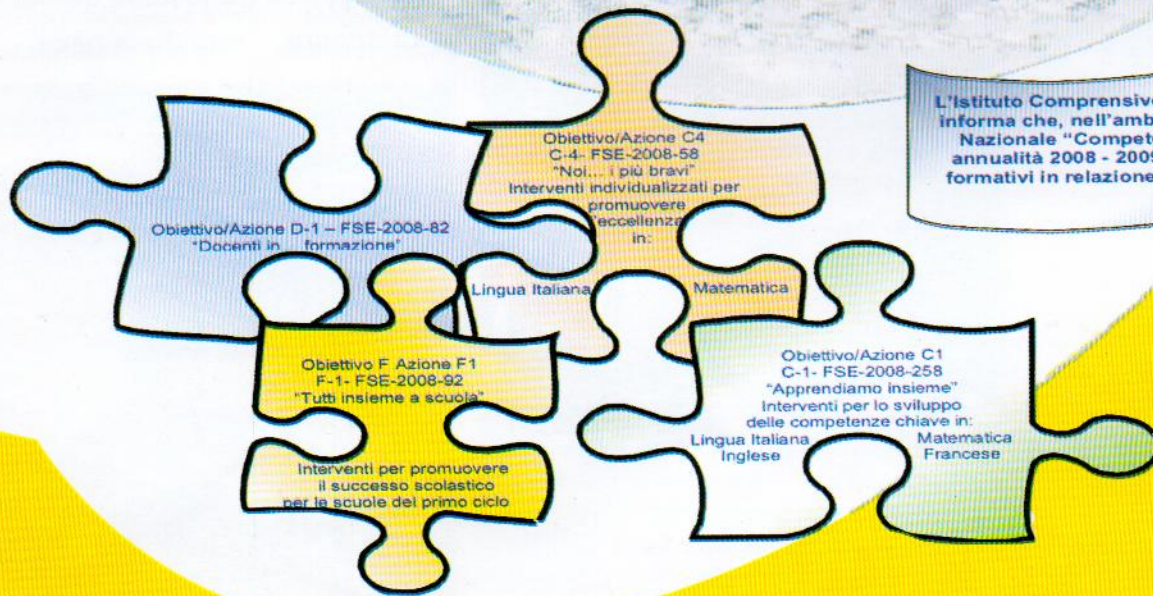 L'Istituto Comprensivo
informa che, nell'amb
Nazionale "Compet
annualità 2008 - 2009
formativi in relazione
Obiettivo/Azione C4
C-4- FSE-2008-58
"Noi... i più bravi"
Interventi individualizzati per
promuovere
l'eccellenza
in:
Lingua Italiana Matematica
Obiettivo/Azione D-1 – FSE-2008-82
"Docenti in formazione"
Obiettivo F Azione F1
F-1- FSE-2008-92
"Tutti insieme a scuola"
Interventi per promuovere
il successo scolastico
per le scuole del primo ciclo
Obiettivo/Azione C1
C-1- FSE-2008-258
"Apprendiamo insieme"
Interventi per lo sviluppo
delle competenze chiave in:
Lingua Italiana Matematica
Inglese Francese